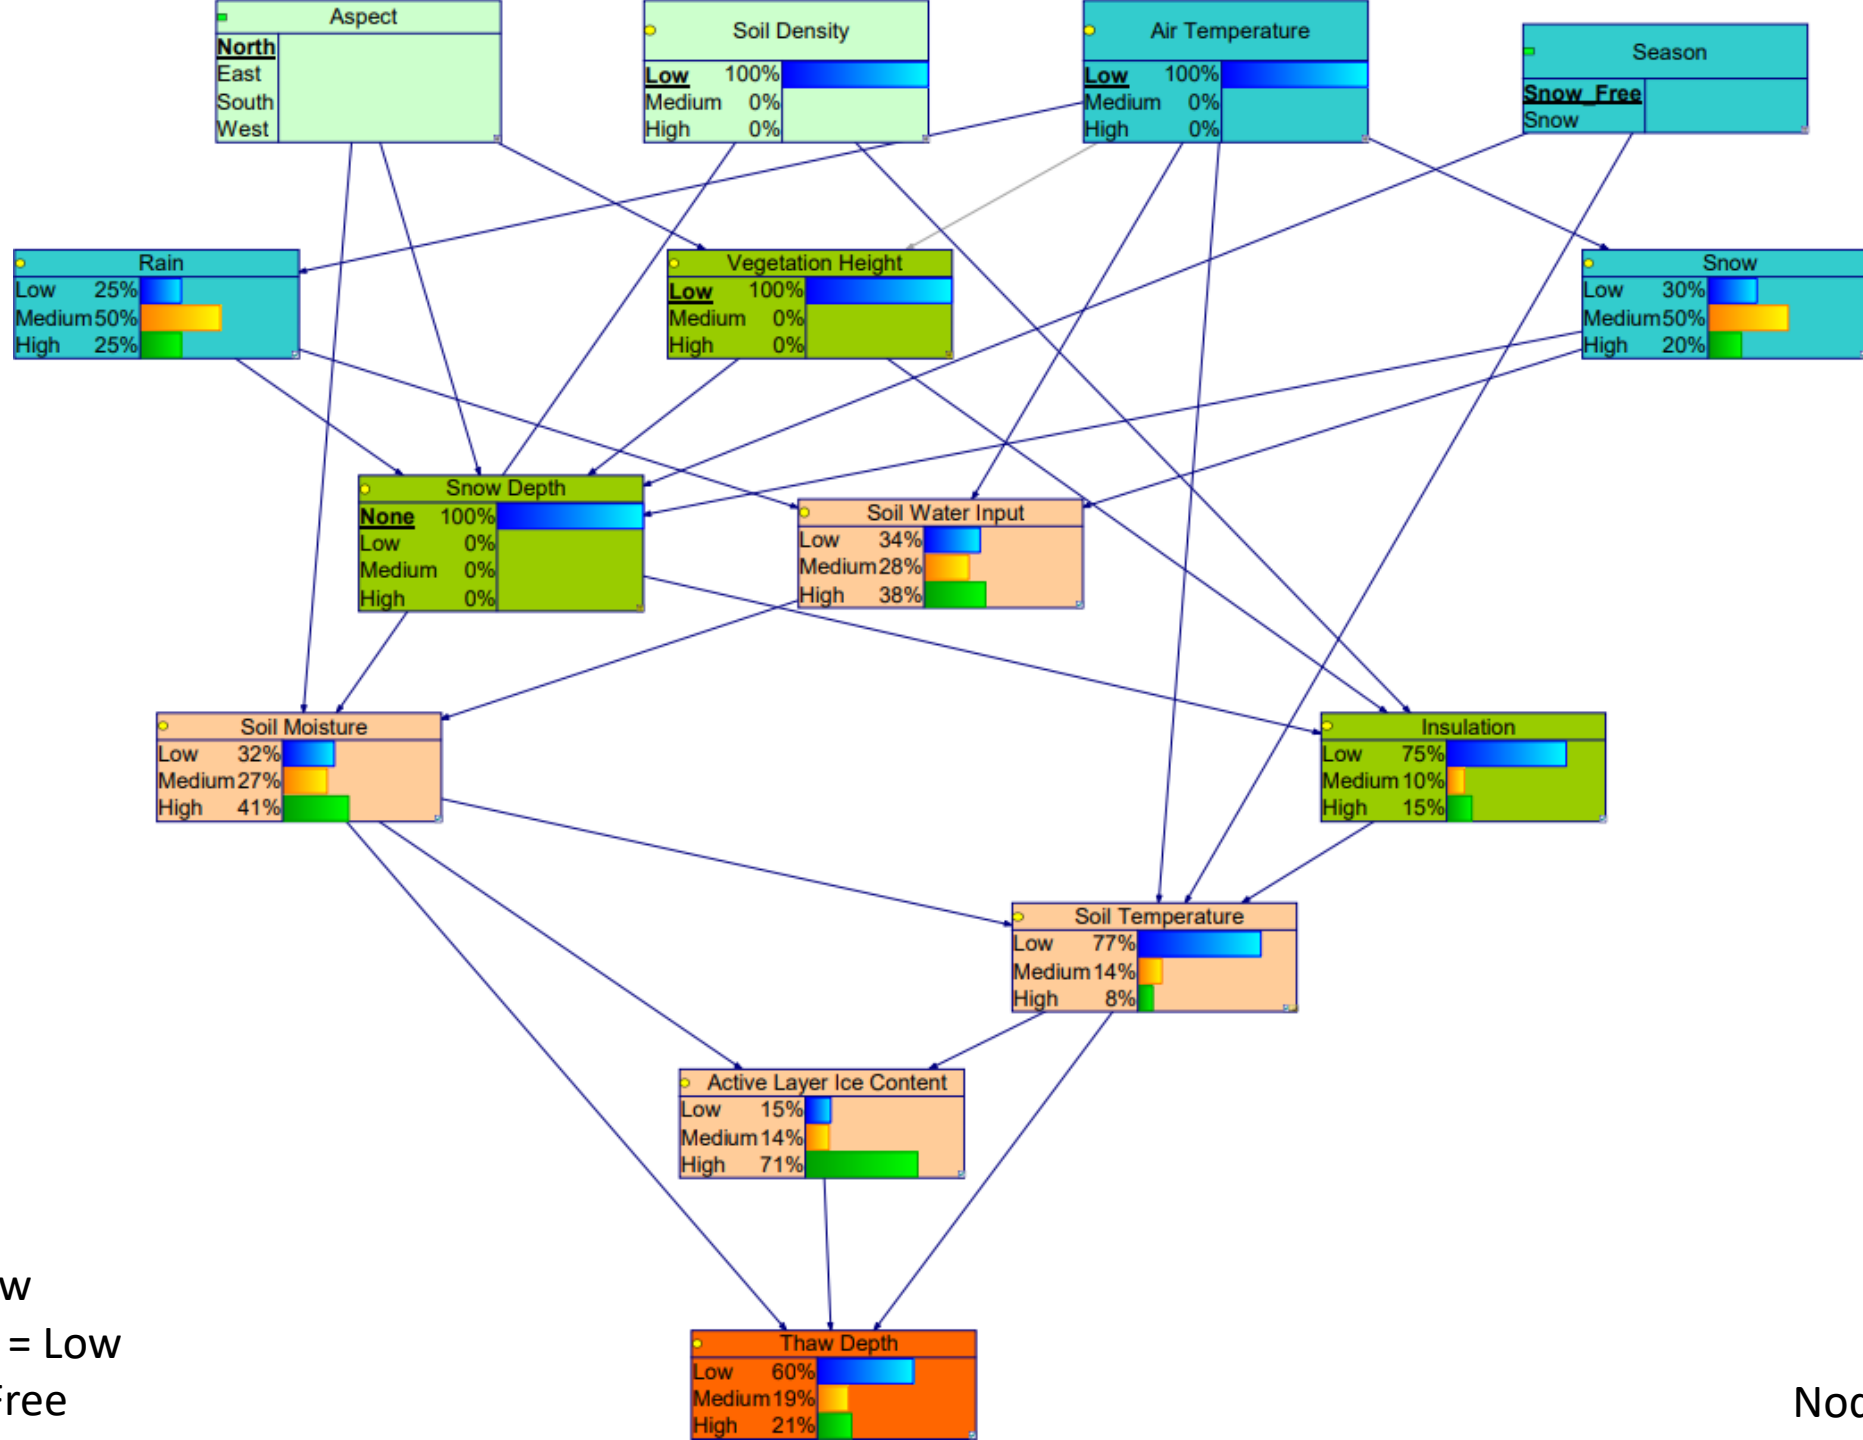 Aspect
North
East
South
West
Soil Density
Low 100%
Medium 0%
High 0%
Air Temperature
Low 100%
Medium 0%
High 0%
Season
Snow_Free
Snow
Rain
Low 25%
Medium 50%
High 25%
Vegetation Height
Low 100%
Medium 0%
High 0%
Snow
Low 30%
Medium 50%
High 20%
Snow Depth
None 100%
Low 0%
Medium 0%
High 0%
Soil Water Input
Low 34%
Medium 28%
High 38%
Soil Moisture
Low 32%
Medium 27%
High 41%
Insulation
Low 75%
Medium 10%
High 15%
Soil Temperature
Low 77%
Medium 14%
High 8%
Active Layer Ice Content
Low 15%
Medium 14%
High 71%
Thaw Depth
Low 60%
Medium 19%
High 21%
w
= Low
Free